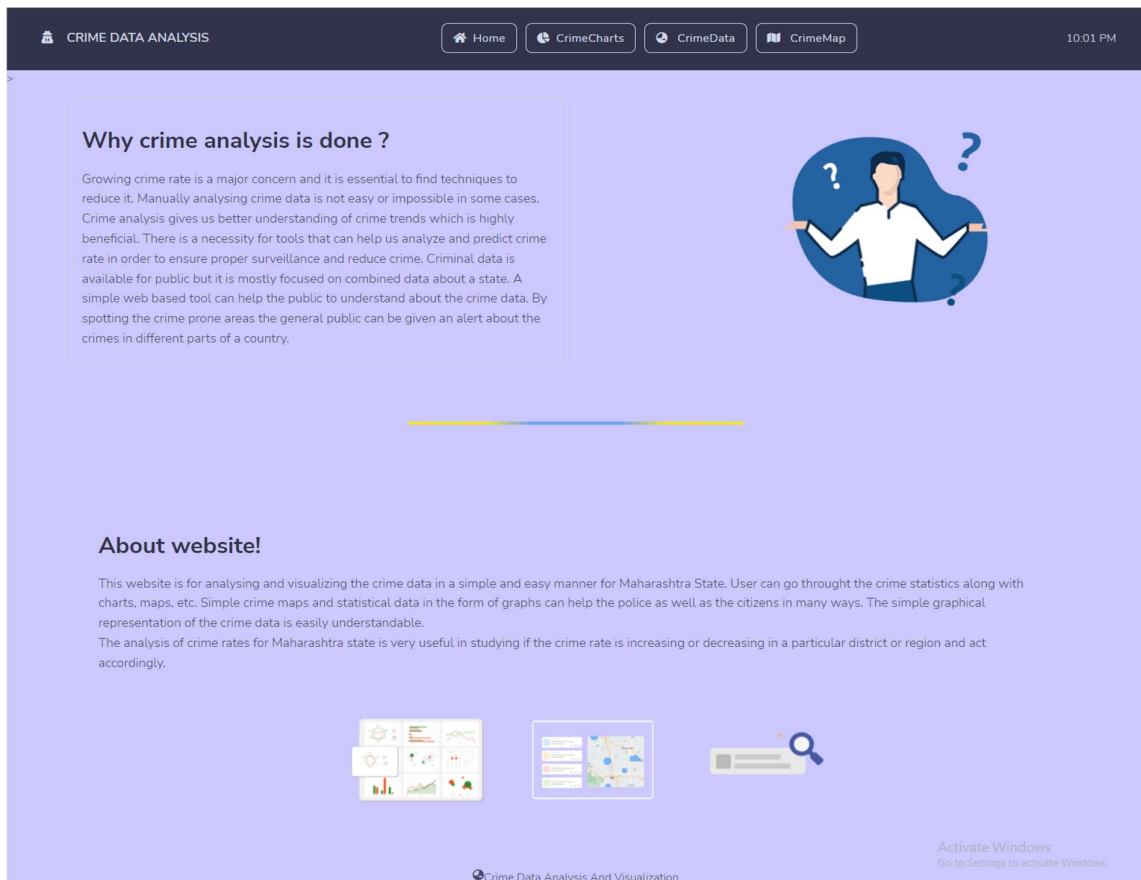 CRIME DATA ANALYSIS
Home
CrimeCharts
CrimeData
CrimeMap
10:01 PM
>
Why crime analysis is done ?
Growing crime rate is a major concern and it is essential to find techniques to
reduce it. Manually analysing crime data is not easy or impossible in some cases.
Crime analysis gives us better understanding of crime trends which is highly
beneficial. There is a necessity for tools that can help us analyze and predict crime
rate in order to ensure proper surveillance and reduce crime. Criminal data is
available for public but it is mostly focused on combined data about a state. A
simple web based tool can help the public to understand about the crime data. By
spotting the crime prone areas the general public can be given an alert about the
crimes in different parts of a country.
?
?
?
About website!
This website is for analysing and visualizing the crime data in a simple and easy manner for Maharashtra State. User can go throught the crime statistics along with
charts, maps, etc. Simple crime maps and statistical data in the form of graphs can help the police as well as the citizens in many ways. The simple graphical
representation of the crime data is easily understandable.
The analysis of crime rates for Maharashtra state is very useful in studying if the crime rate is increasing or decreasing in a particular district or region and act
accordingly.
Activate Windows
Go to Settings to activate Windows.
Crime Data Analysis And Visualization